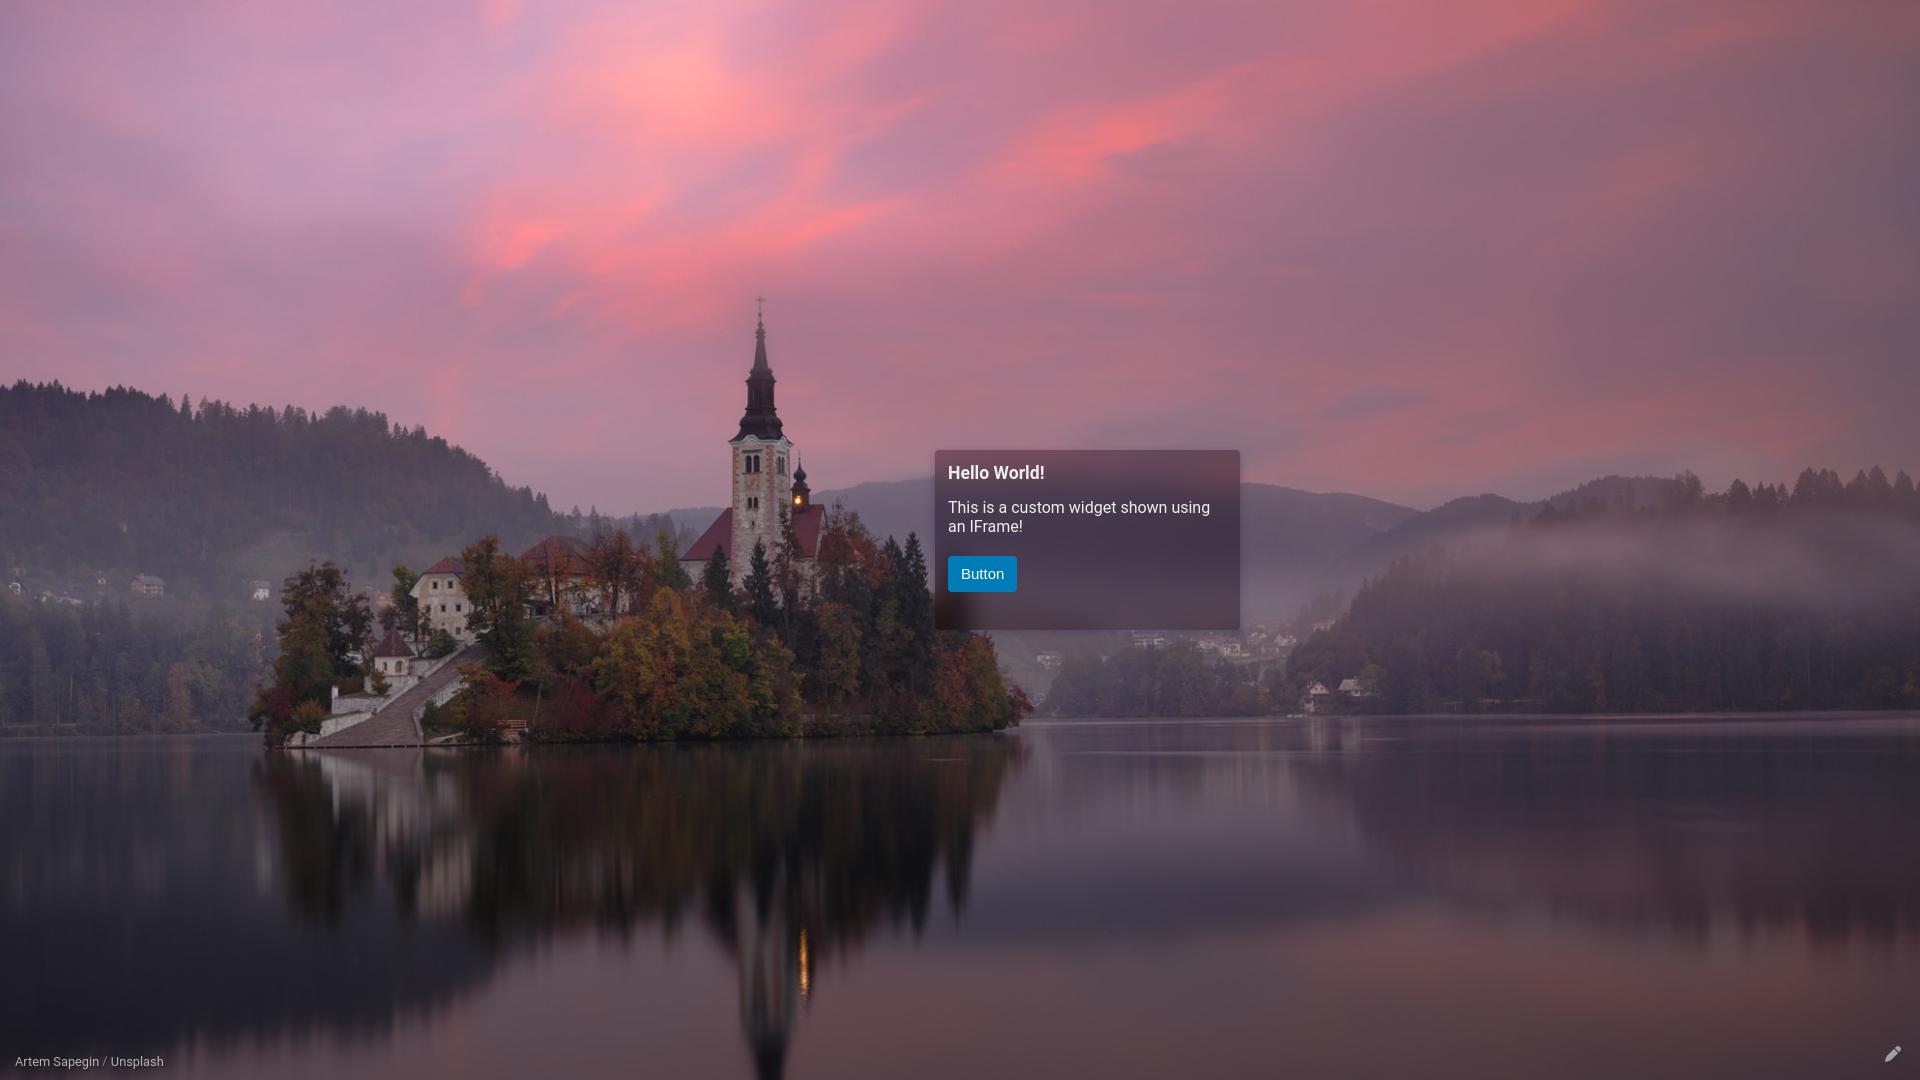 Hello World!
This is a custom widget shown using
an IFrame!
Button
Artem Sapegin / Unsplash